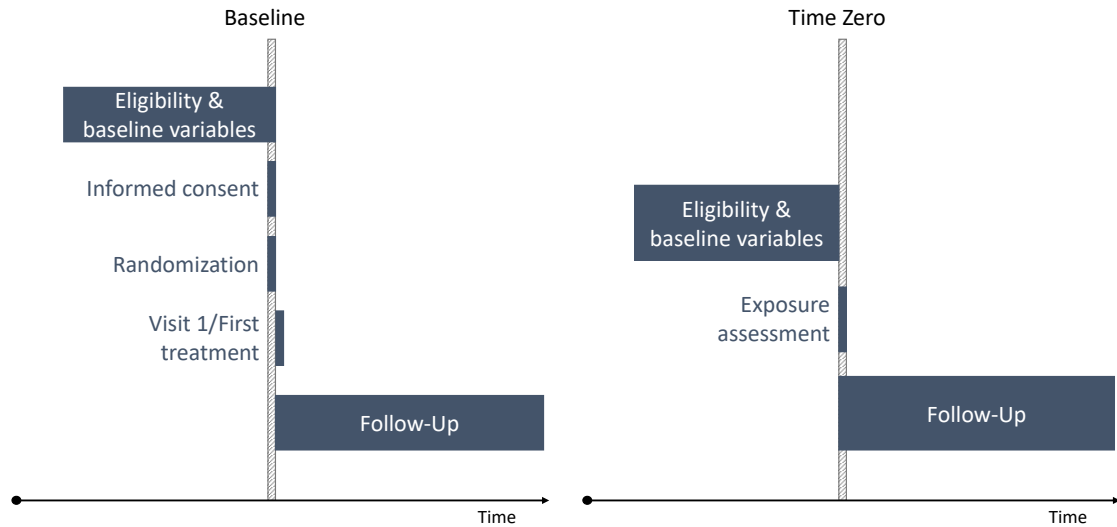 Baseline
Eligibility &
baseline variables
Informed consent
Randomization
Visit 1/First
treatment
Follow-Up
Time
Time Zero
Eligibility &
baseline variables
Exposure
assessment
Follow-Up
Time